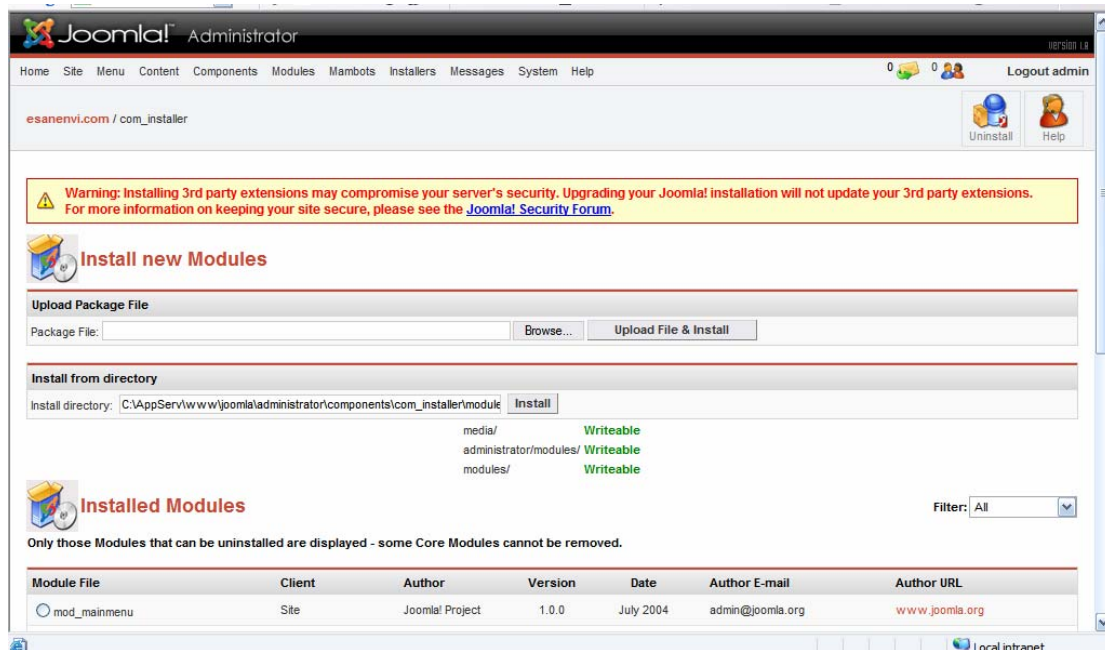 Joomla!™ Administrator
version 1.0
Home Site Menu Content Components Modules Mambots Installers Messages System Help 0 0 Logout admin
esanenvi.com / com_installer
Uninstall Help
Warning: Installing 3rd party extensions may compromise your server's security. Upgrading your Joomla! installation will not update your 3rd party extensions.
For more information on keeping your site secure, please see the Joomla! Security Forum.
Install new Modules
Upload Package File
Package File: Browse... Upload File & Install
Install from directory
Install directory: C:\AppServ\www\joomla\administrator\components\com_installer\module Install
media/ Writeable
administrator/modules/ Writeable
modules/ Writeable
Installed Modules Filter: All
Only those Modules that can be uninstalled are displayed - some Core Modules cannot be removed.
Module File Client Author Version Date Author E-mail Author URL
mod_mainmenu Site Joomla! Project 1.0.0 July 2004 admin@joomla.org www.joomla.org
Local intranet